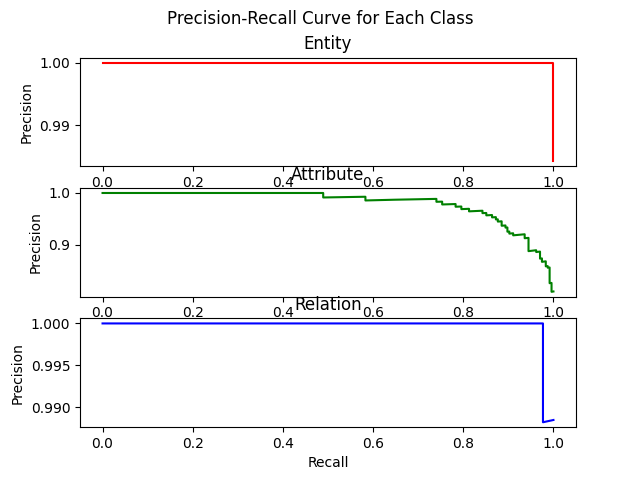 Precision-Recall Curve for Each Class
Entity
1.00
0.99
Precision
0.0 0.2 0.4 0.6 0.8 1.0
Attribute
1.0
0.9
Precision
0.0 0.2 0.4 0.6 0.8 1.0
Relation
1.000
0.995
0.990
Precision
0.0 0.2 0.4 0.6 0.8 1.0
Recall